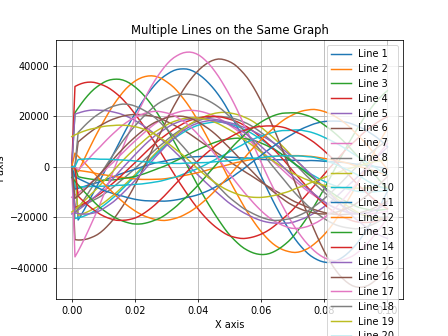 Multiple Lines on the Same Graph
40000
20000
0
−20000
−40000
0.00
0.02
0.04
0.06
0.08
X axis
Line 1
Line 2
Line 3
Line 4
Line 5
Line 6
Line 7
Line 8
Line 9
Line 10
Line 11
Line 12
Line 13
Line 14
Line 15
Line 16
Line 17
Line 18
Line 19
Line 20